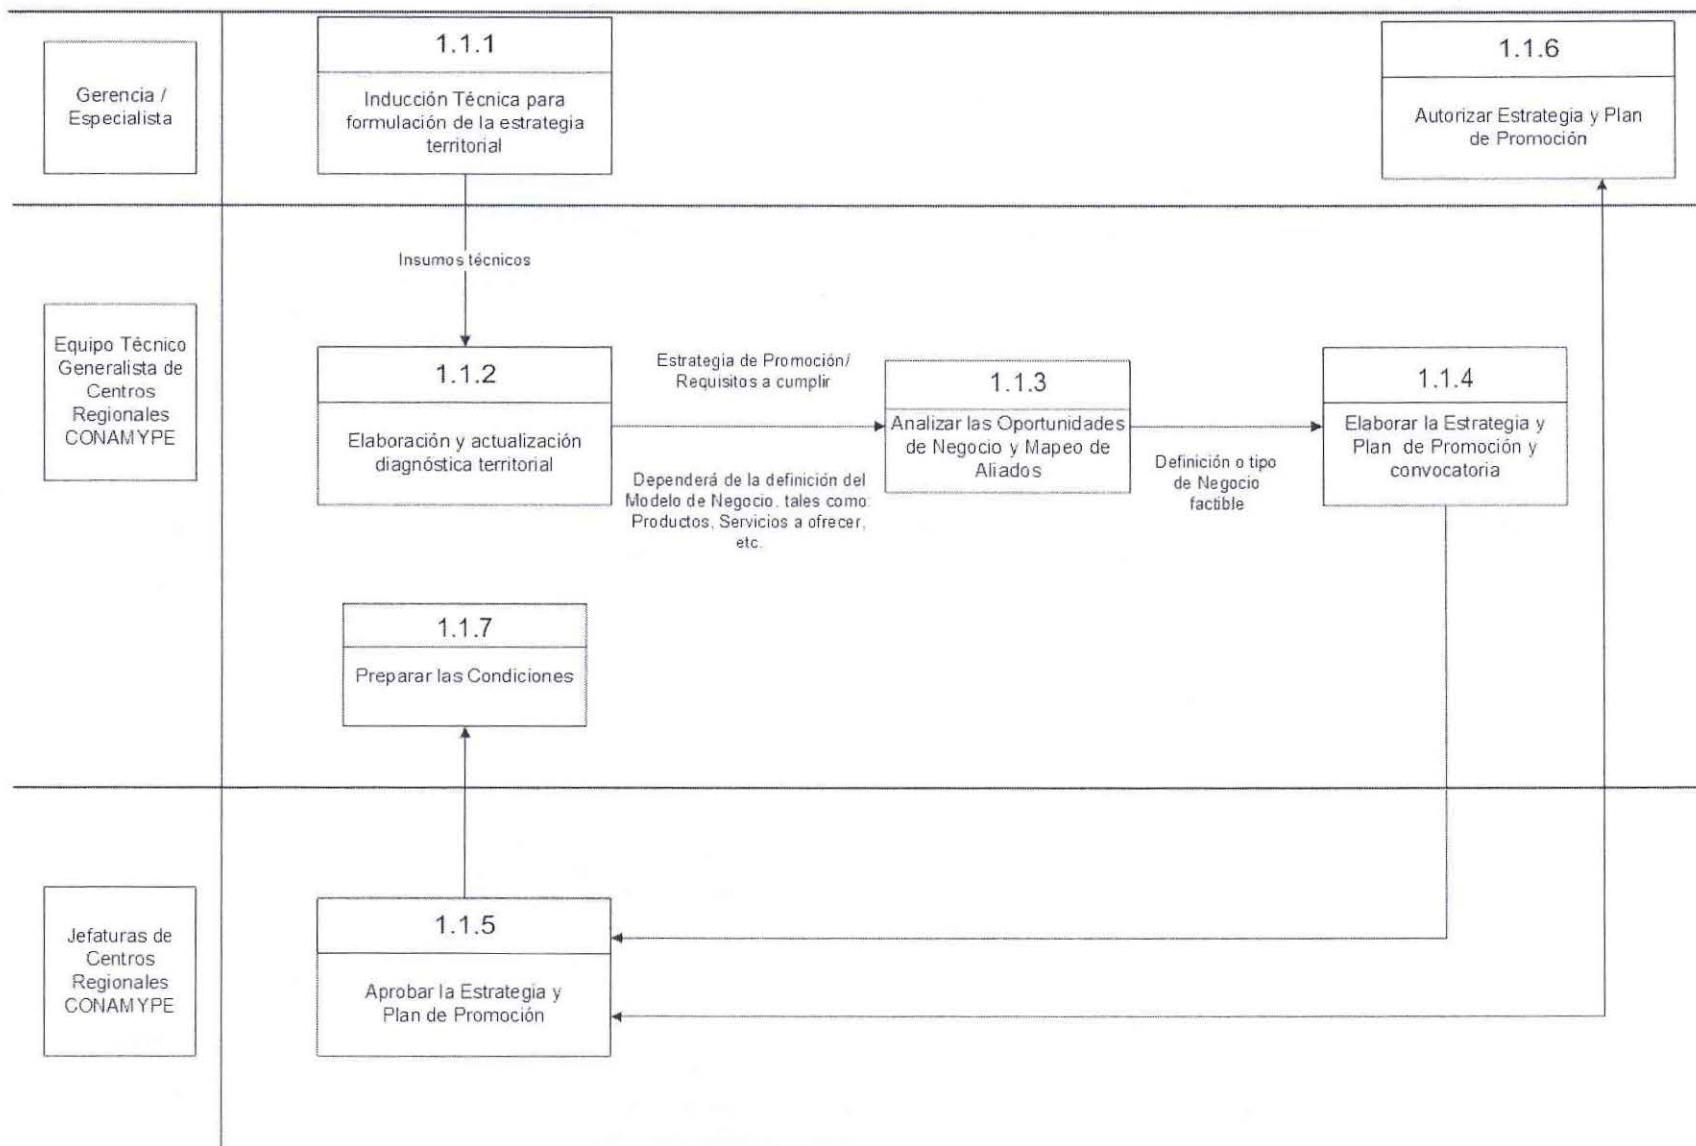 Gerencia /
Especialista
1.1.1
Inducción Técnica para
formulación de la estrategia
territorial
1.1.6
Autorizar Estrategia y Plan
de Promoción
Insumos técnicos
Equipo Técnico
Generalista de
Centros
Regionales
CONAMYPE
1.1.2
Elaboración y actualización
diagnóstica territorial
Estrategia de Promoción/
Requisitos a cumplir
Dependerá de la definición del
Modelo de Negocio, tales como:
Productos, Servicios a ofrecer,
etc.
1.1.3
Analizar las Oportunidades
de Negocio y Mapeo de
Aliados
Definición o tipo
de Negocio
factible
1.1.4
Elaborar la Estrategia y
Plan de Promoción y
convocatoria
1.1.7
Preparar las Condiciones
Jefaturas de
Centros
Regionales
CONAMYPE
1.1.5
Aprobar la Estrategia y
Plan de Promoción